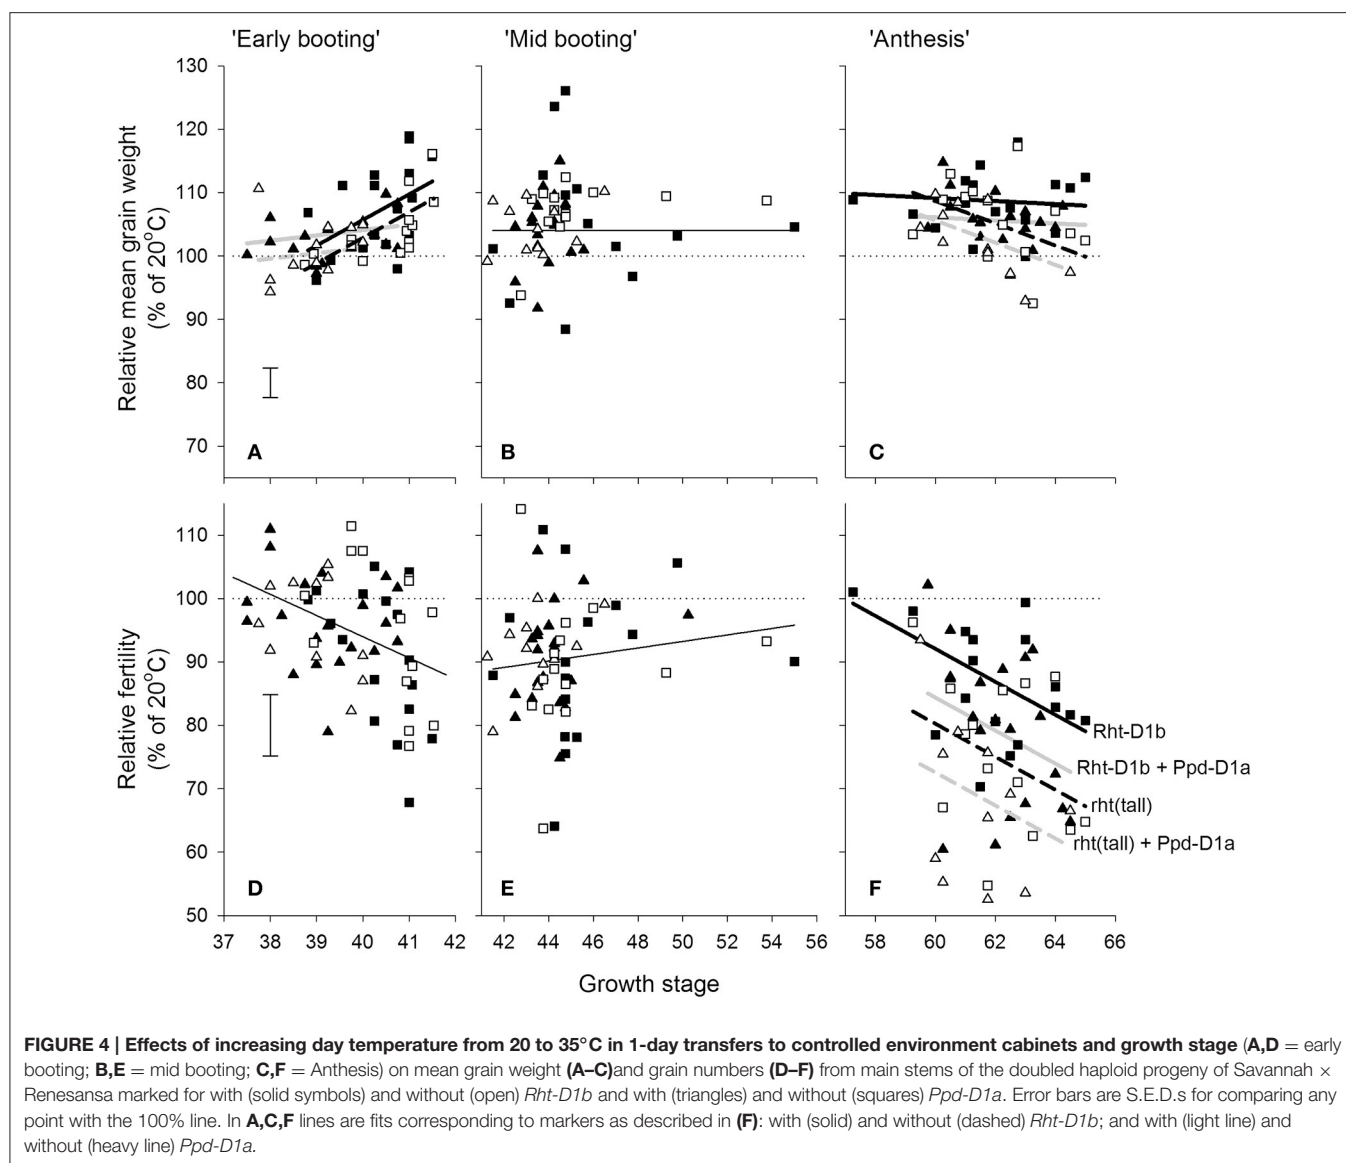 'Early booting' 'Mid booting' 'Anthesis'
Relative mean grain weight
(% of 20°C)
130
120
110
100
90
80
70
A B C
Relative fertility
(% of 20°C)
110
100
90
80
70
60
50
D E F
Rht-D1b
Rht-D1b + Ppd-D1a
rht(tall)
rht(tall) + Ppd-D1a
37 38 39 40 41 42 42 44 46 48 50 52 54 56 58 60 62 64 66
Growth stage
FIGURE 4 | Effects of increasing day temperature from 20 to 35°C in 1-day transfers to controlled environment cabinets and growth stage (A,D = early
booting; B,E = mid booting; C,F = Anthesis) on mean grain weight (A–C)and grain numbers (D–F) from main stems of the doubled haploid progeny of Savannah ×
Renesansa marked for with (solid symbols) and without (open) Rht-D1b and with (triangles) and without (squares) Ppd-D1a. Error bars are S.E.D.s for comparing any
point with the 100% line. In A,C,F lines are fits corresponding to markers as described in (F): with (solid) and without (dashed) Rht-D1b; and with (light line) and
without (heavy line) Ppd-D1a.